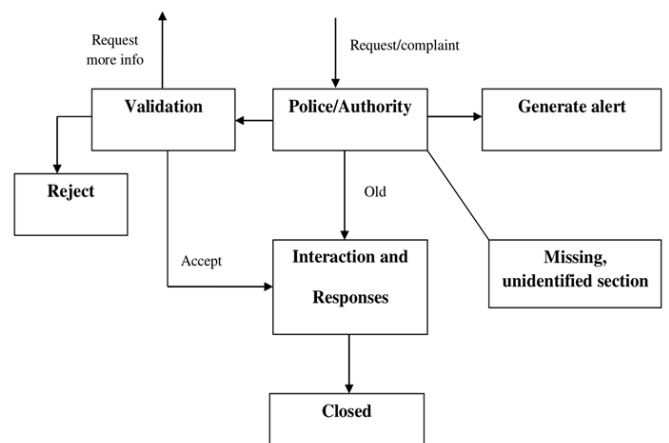 Request
more info
Request/complaint
Validation
Police/Authority
Generate alert
Reject
Old
Accept
Interaction and
Responses
Missing,
unidentified section
Closed